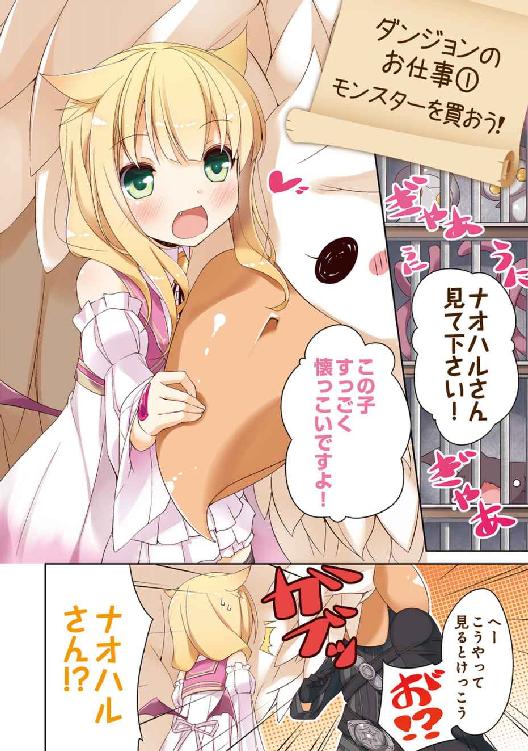 ダンジョンの
お仕事①
モンスターを買おう!
ぎゃあ
うに
ナオハルさん
見て下さい!
ぎゃあ
この子
すっごく
懐っこいですよ!
へー
こうやって
見るとけっこう
お!?
ガブッ
ナオハル
さん!?